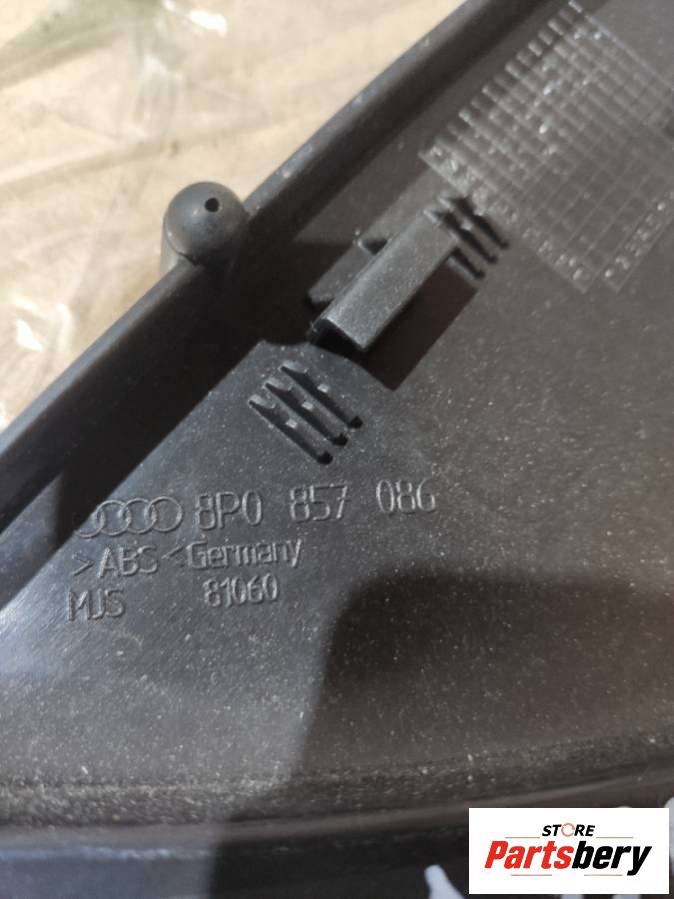 8P0 857 086
>ABS< Germany
MJS 81060
STORE
Partsbery